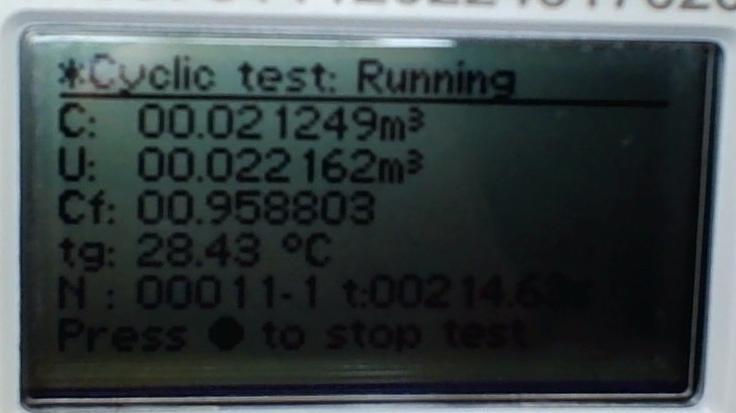 *Cyclic test: Running
C: 00.021249m³
U: 00.022162m³
Cf: 00.958803
tg: 28.43 °C
N : 00011-1
Press ● to stop test